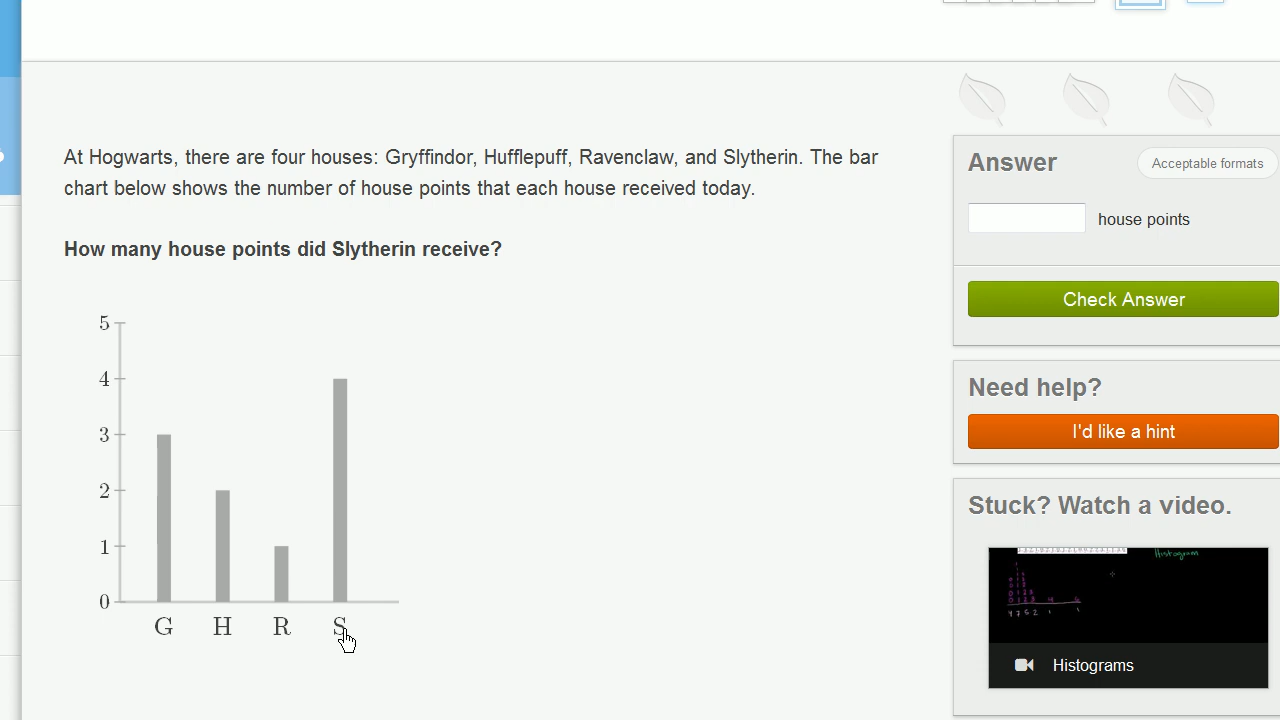 At Hogwarts, there are four houses: Gryffindor, Hufflepuff, Ravenclaw, and Slytherin. The bar
chart below shows the number of house points that each house received today.
How many house points did Slytherin receive?
5
4
3
2
1
0
G H R S
Answer
Acceptable formats
house points
Check Answer
Need help?
I'd like a hint
Stuck? Watch a video.
Histogram
Histograms